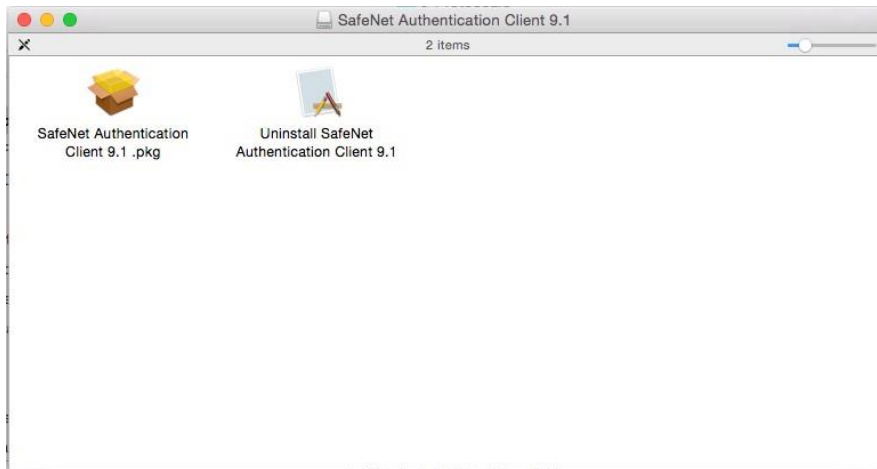 SafeNet Authentication Client 9.1
2 items
SafeNet Authentication
Client 9.1 .pkg
Uninstall SafeNet
Authentication Client 9.1